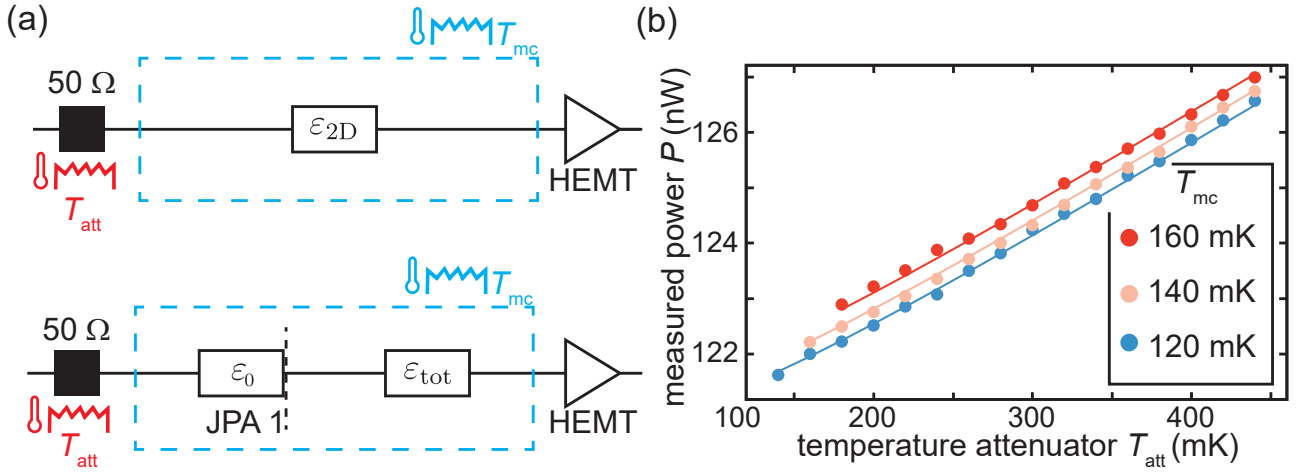 (a)
T_mc
50 Ω
ε_2D
HEMT
T_att
T_mc
50 Ω
ε_0
ε_tot
JPA 1
HEMT
T_att
(b)
measured power P (nW)
126
124
122
100
200
300
400
temperature attenuator T_att (mK)
T_mc
160 mK
140 mK
120 mK